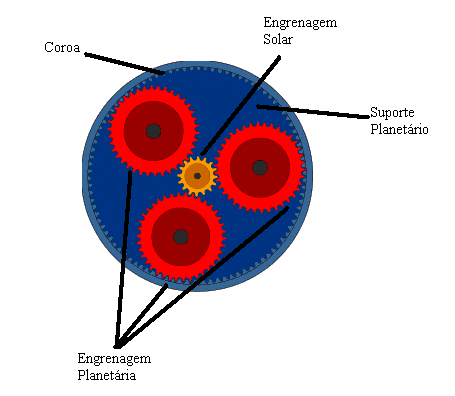 Engrenagem
Solar
Coroa
Suporte
Planetário
Engrenagem
Planetária